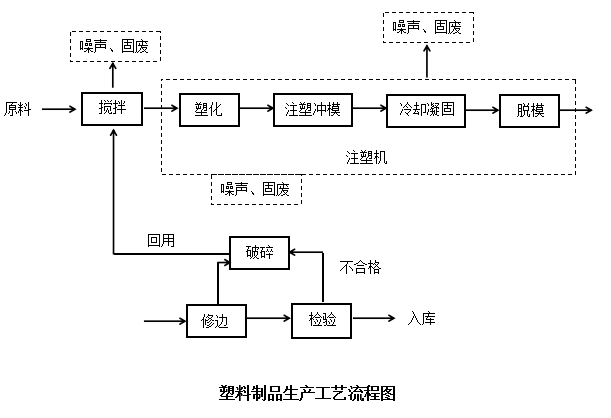 噪声、固废
噪声、固废
原料
搅拌
塑化
注塑冲模
冷却凝固
脱模
注塑机
噪声、固废
回用
破碎
不合格
修边
检验
入库
塑料制品生产工艺流程图